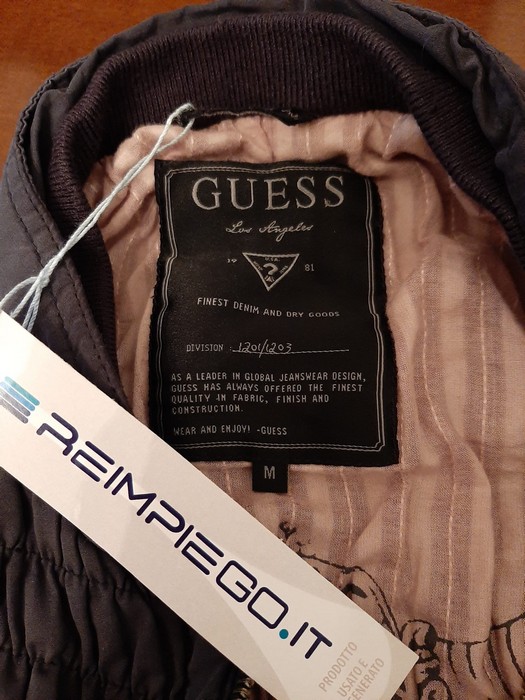 GUESS
Los Angeles
19 81
?
FINEST DENIM AND DRY GOODS
DIVISION : 1201/1203
AS A LEADER IN GLOBAL JEANSWEAR DESIGN,
GUESS HAS ALWAYS OFFERED THE FINEST
QUALITY IN FABRIC, FINISH AND
CONSTRUCTION.
WEAR AND ENJOY! -GUESS
M
REIMPIEGO.IT
PRODOTTO
USATO E
ENERATO